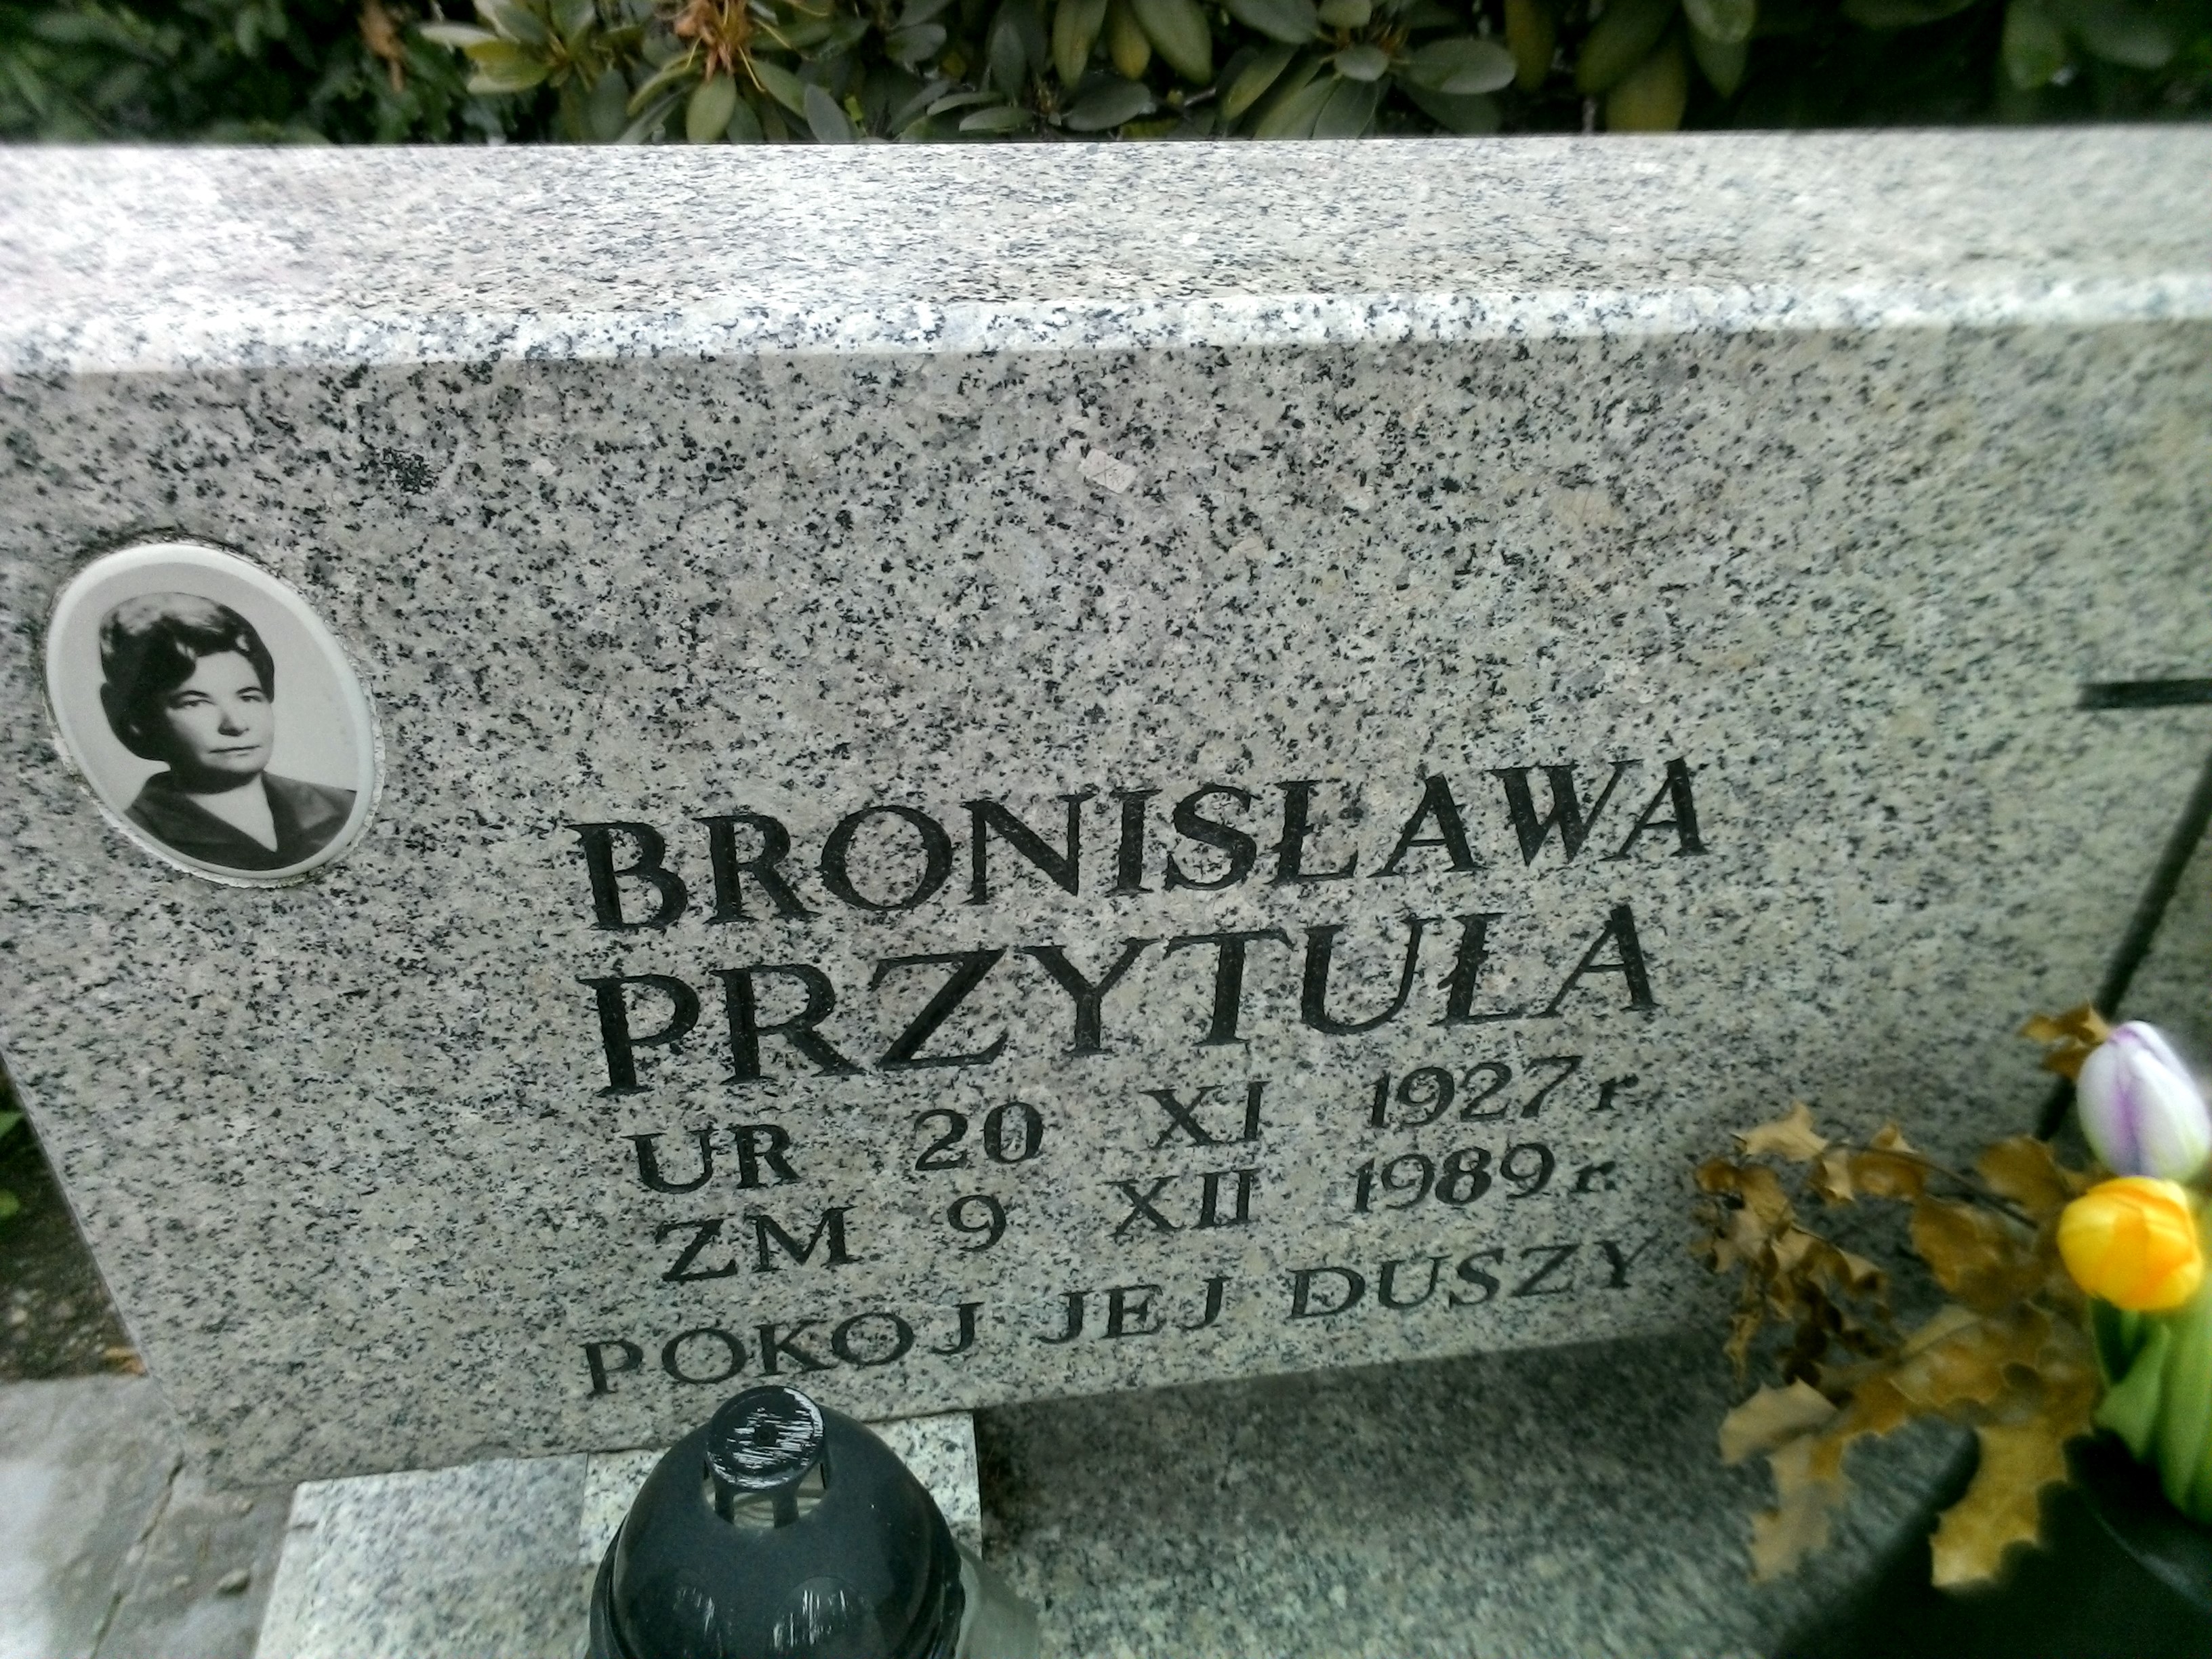 BRONISŁAWA
PRZYTUŁA
UR 20 XI 1927 r.
ZM 9 XII 1989 r.
POKOJ JEJ DUSZY